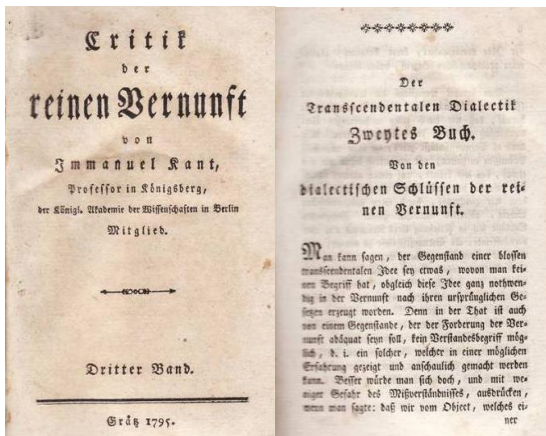 Critik
der
reinen Vernunft
von
Immanuel Kant,
Professor in Königsberg,
der Königl. Akademie der Wissenschaften in Berlin
Mitglied.
Dritter Band.
Grätz 1795.
Der
Transscendentalen Dialectik
Zweytes Buch.
Von den
dialectischen Schlüssen der rei-
nen Vernunft.
Man kann sagen, der Gegenstand einer blossen
transscendentalen Idee sey etwas, wovon man kei-
nen Begriff hat, obgleich diese Idee ganz nothwen-
dig in der Vernunft nach ihren ursprünglichen Ge-
setzen erzeugt worden. Denn in der That ist auch
von einem Gegenstande, der der Forderung der Ver-
nunft adäquat seyn soll, kein Verstandesbegriff mög-
lich, d. i. ein solcher, welcher in einer möglichen
Erfahrung gezeigt und anschaulich gemacht werden
kann. Besser würde man sich doch, und mit we-
niger Gefahr des Mißverständnisses, ausdrücken,
wenn man sagte: daß wir vom Object, welches ei-
ner